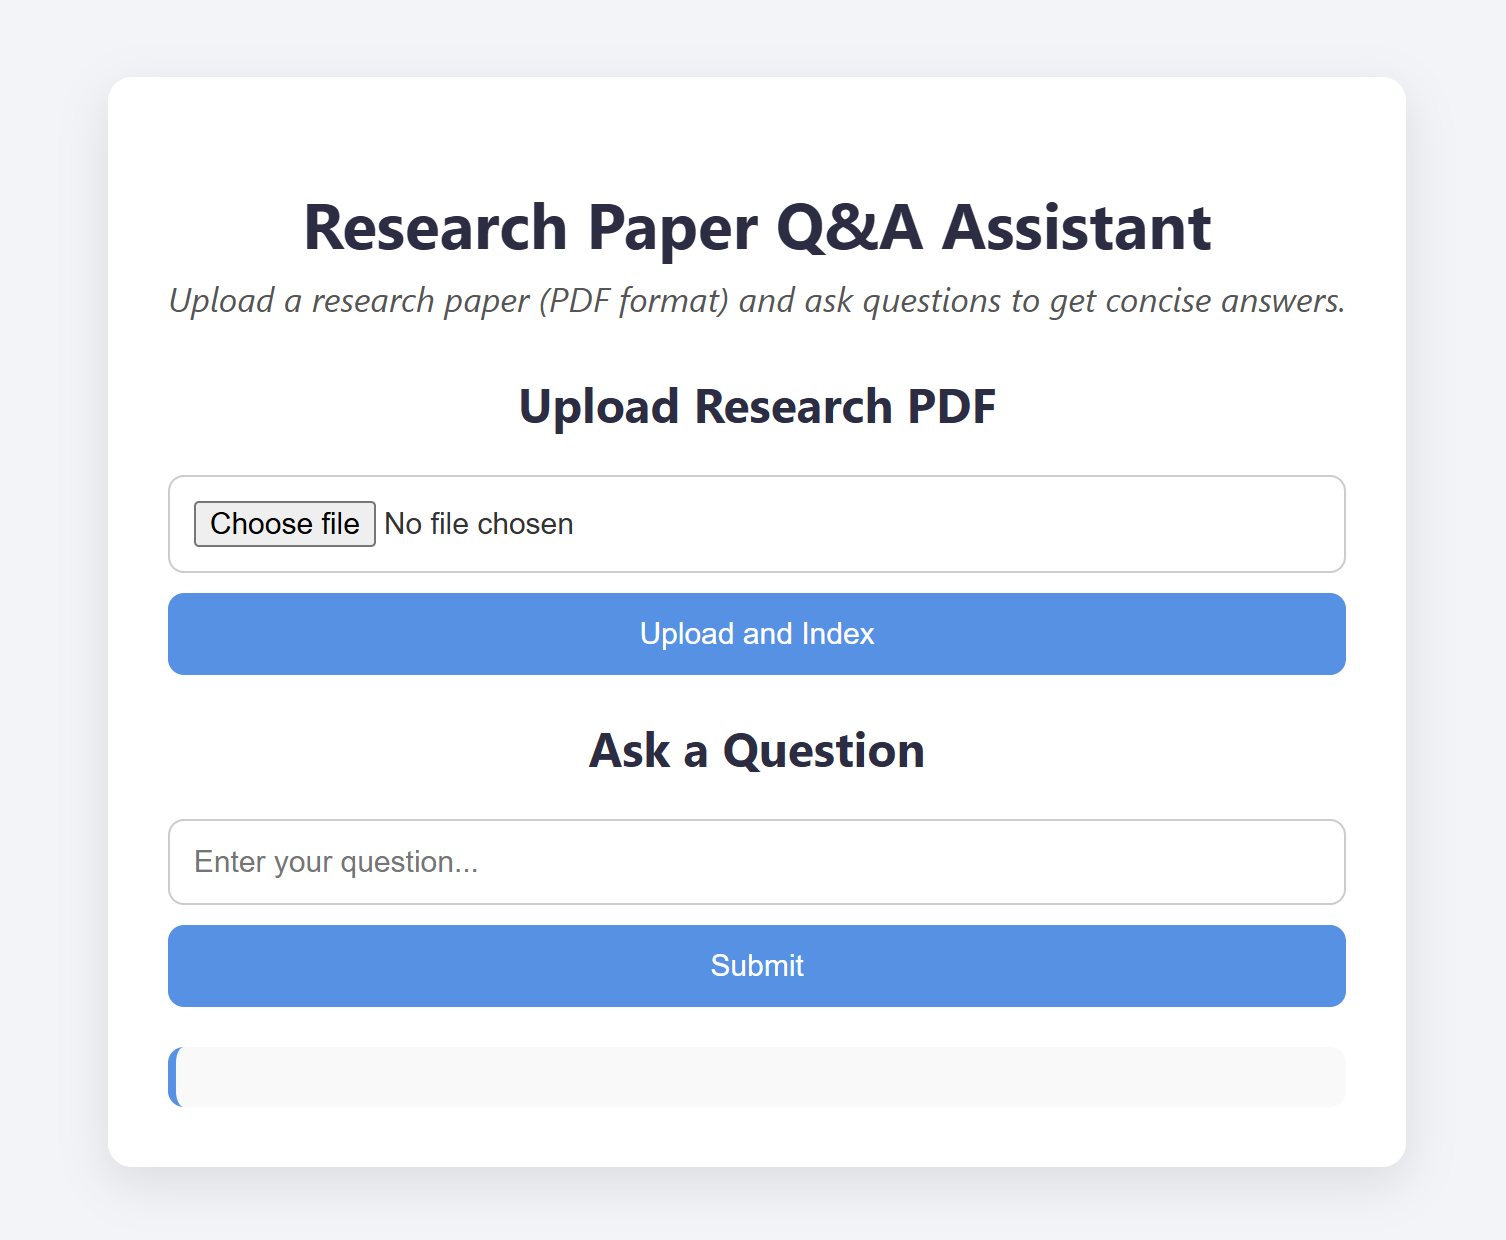 Research Paper Q&A Assistant
Upload a research paper (PDF format) and ask questions to get concise answers.
Upload Research PDF
Choose file No file chosen
Upload and Index
Ask a Question
Enter your question...
Submit